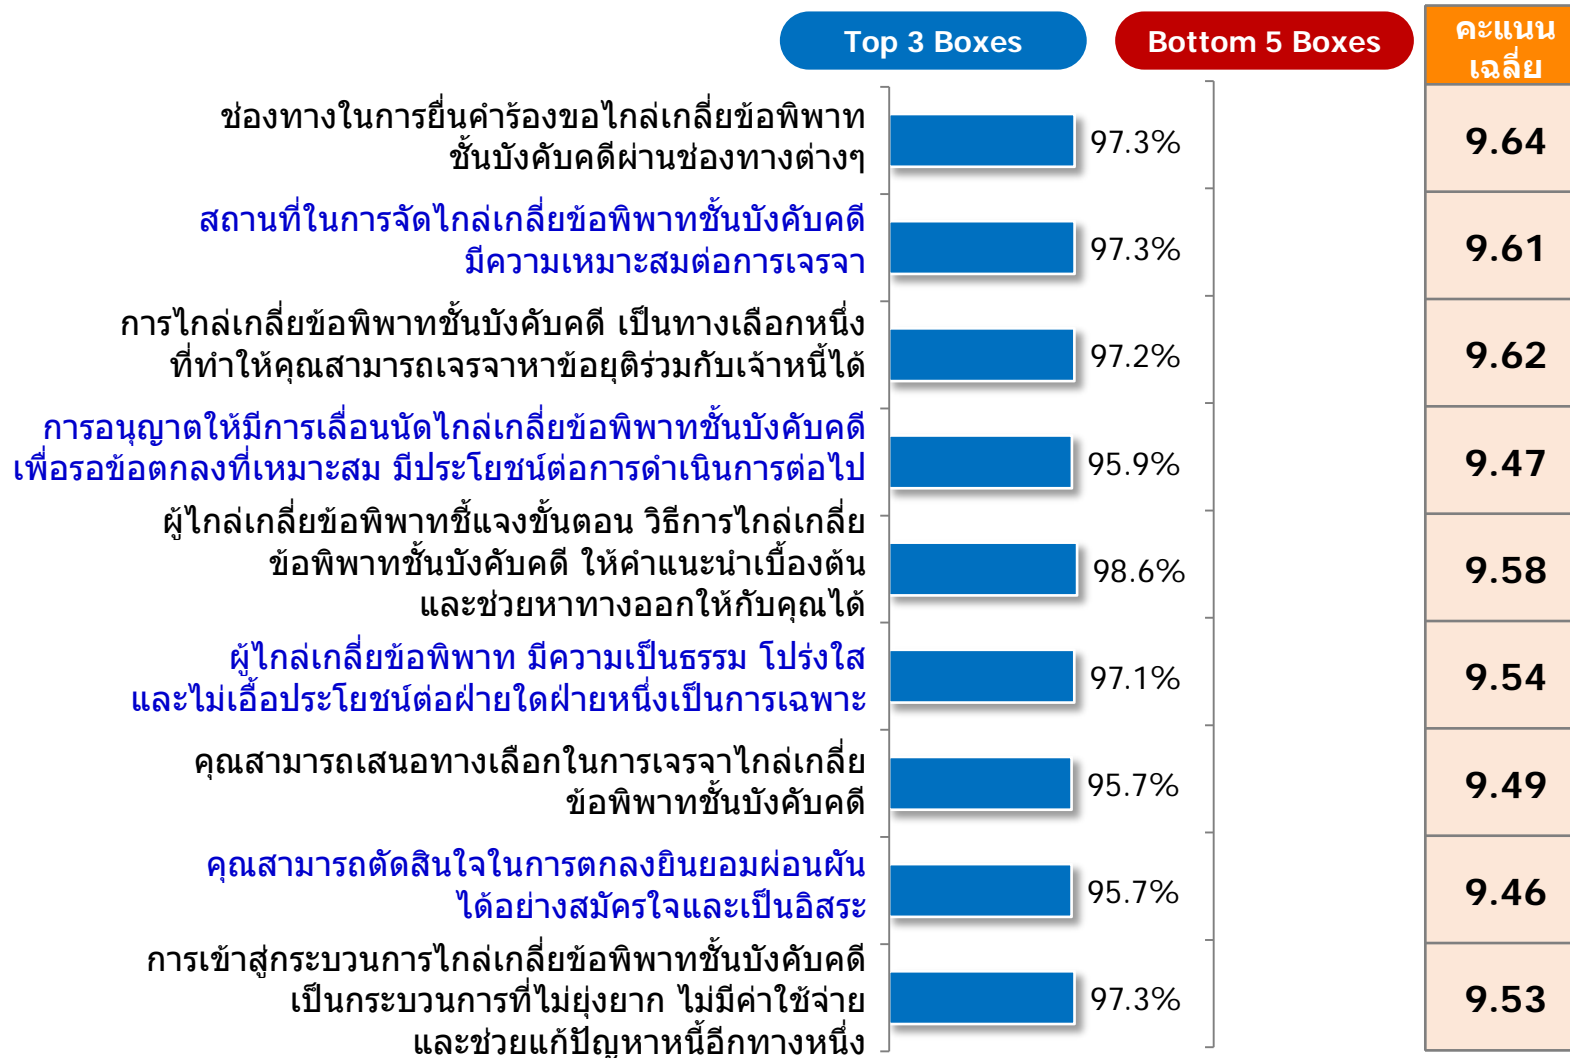 Top 3 Boxes
Bottom 5 Boxes
คะแนน
เฉลี่ย
ช่องทางในการยื่นคำร้องขอไกล่เกลี่ยข้อพิพาท
ชั้นบังคับคดีผ่านช่องทางต่างๆ
97.3%
9.64
สถานที่ในการจัดไกล่เกลี่ยข้อพิพาทชั้นบังคับคดี
มีความเหมาะสมต่อการเจรจา
97.3%
9.61
การไกล่เกลี่ยข้อพิพาทชั้นบังคับคดี เป็นทางเลือกหนึ่ง
ที่ทำให้คุณสามารถเจรจาหาข้อยุติร่วมกับเจ้าหนี้ได้
97.2%
9.62
การอนุญาตให้มีการเลื่อนนัดไกล่เกลี่ยข้อพิพาทชั้นบังคับคดี
เพื่อรอข้อตกลงที่เหมาะสม มีประโยชน์ต่อการดำเนินการต่อไป
95.9%
9.47
ผู้ไกล่เกลี่ยข้อพิพาทชี้แจงขั้นตอน วิธีการไกล่เกลี่ย
ข้อพิพาทชั้นบังคับคดี ให้คำแนะนำเบื้องต้น
และช่วยหาทางออกให้กับคุณได้
98.6%
9.58
ผู้ไกล่เกลี่ยข้อพิพาท มีความเป็นธรรม โปร่งใส
และไม่เอื้อประโยชน์ต่อฝ่ายใดฝ่ายหนึ่งเป็นการเฉพาะ
97.1%
9.54
คุณสามารถเสนอทางเลือกในการเจรจาไกล่เกลี่ย
ข้อพิพาทชั้นบังคับคดี
95.7%
9.49
คุณสามารถตัดสินใจในการตกลงยินยอมผ่อนผัน
ได้อย่างสมัครใจและเป็นอิสระ
95.7%
9.46
การเข้าสู่กระบวนการไกล่เกลี่ยข้อพิพาทชั้นบังคับคดี
เป็นกระบวนการที่ไม่ยุ่งยาก ไม่มีค่าใช้จ่าย
และช่วยแก้ปัญหาหนี้อีกทางหนึ่ง
97.3%
9.53